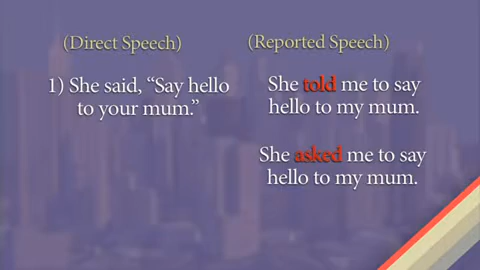 (Direct Speech)
(Reported Speech)
1) She said, “Say hello
to your mum.”
She told me to say
hello to my mum.
She asked me to say
hello to my mum.